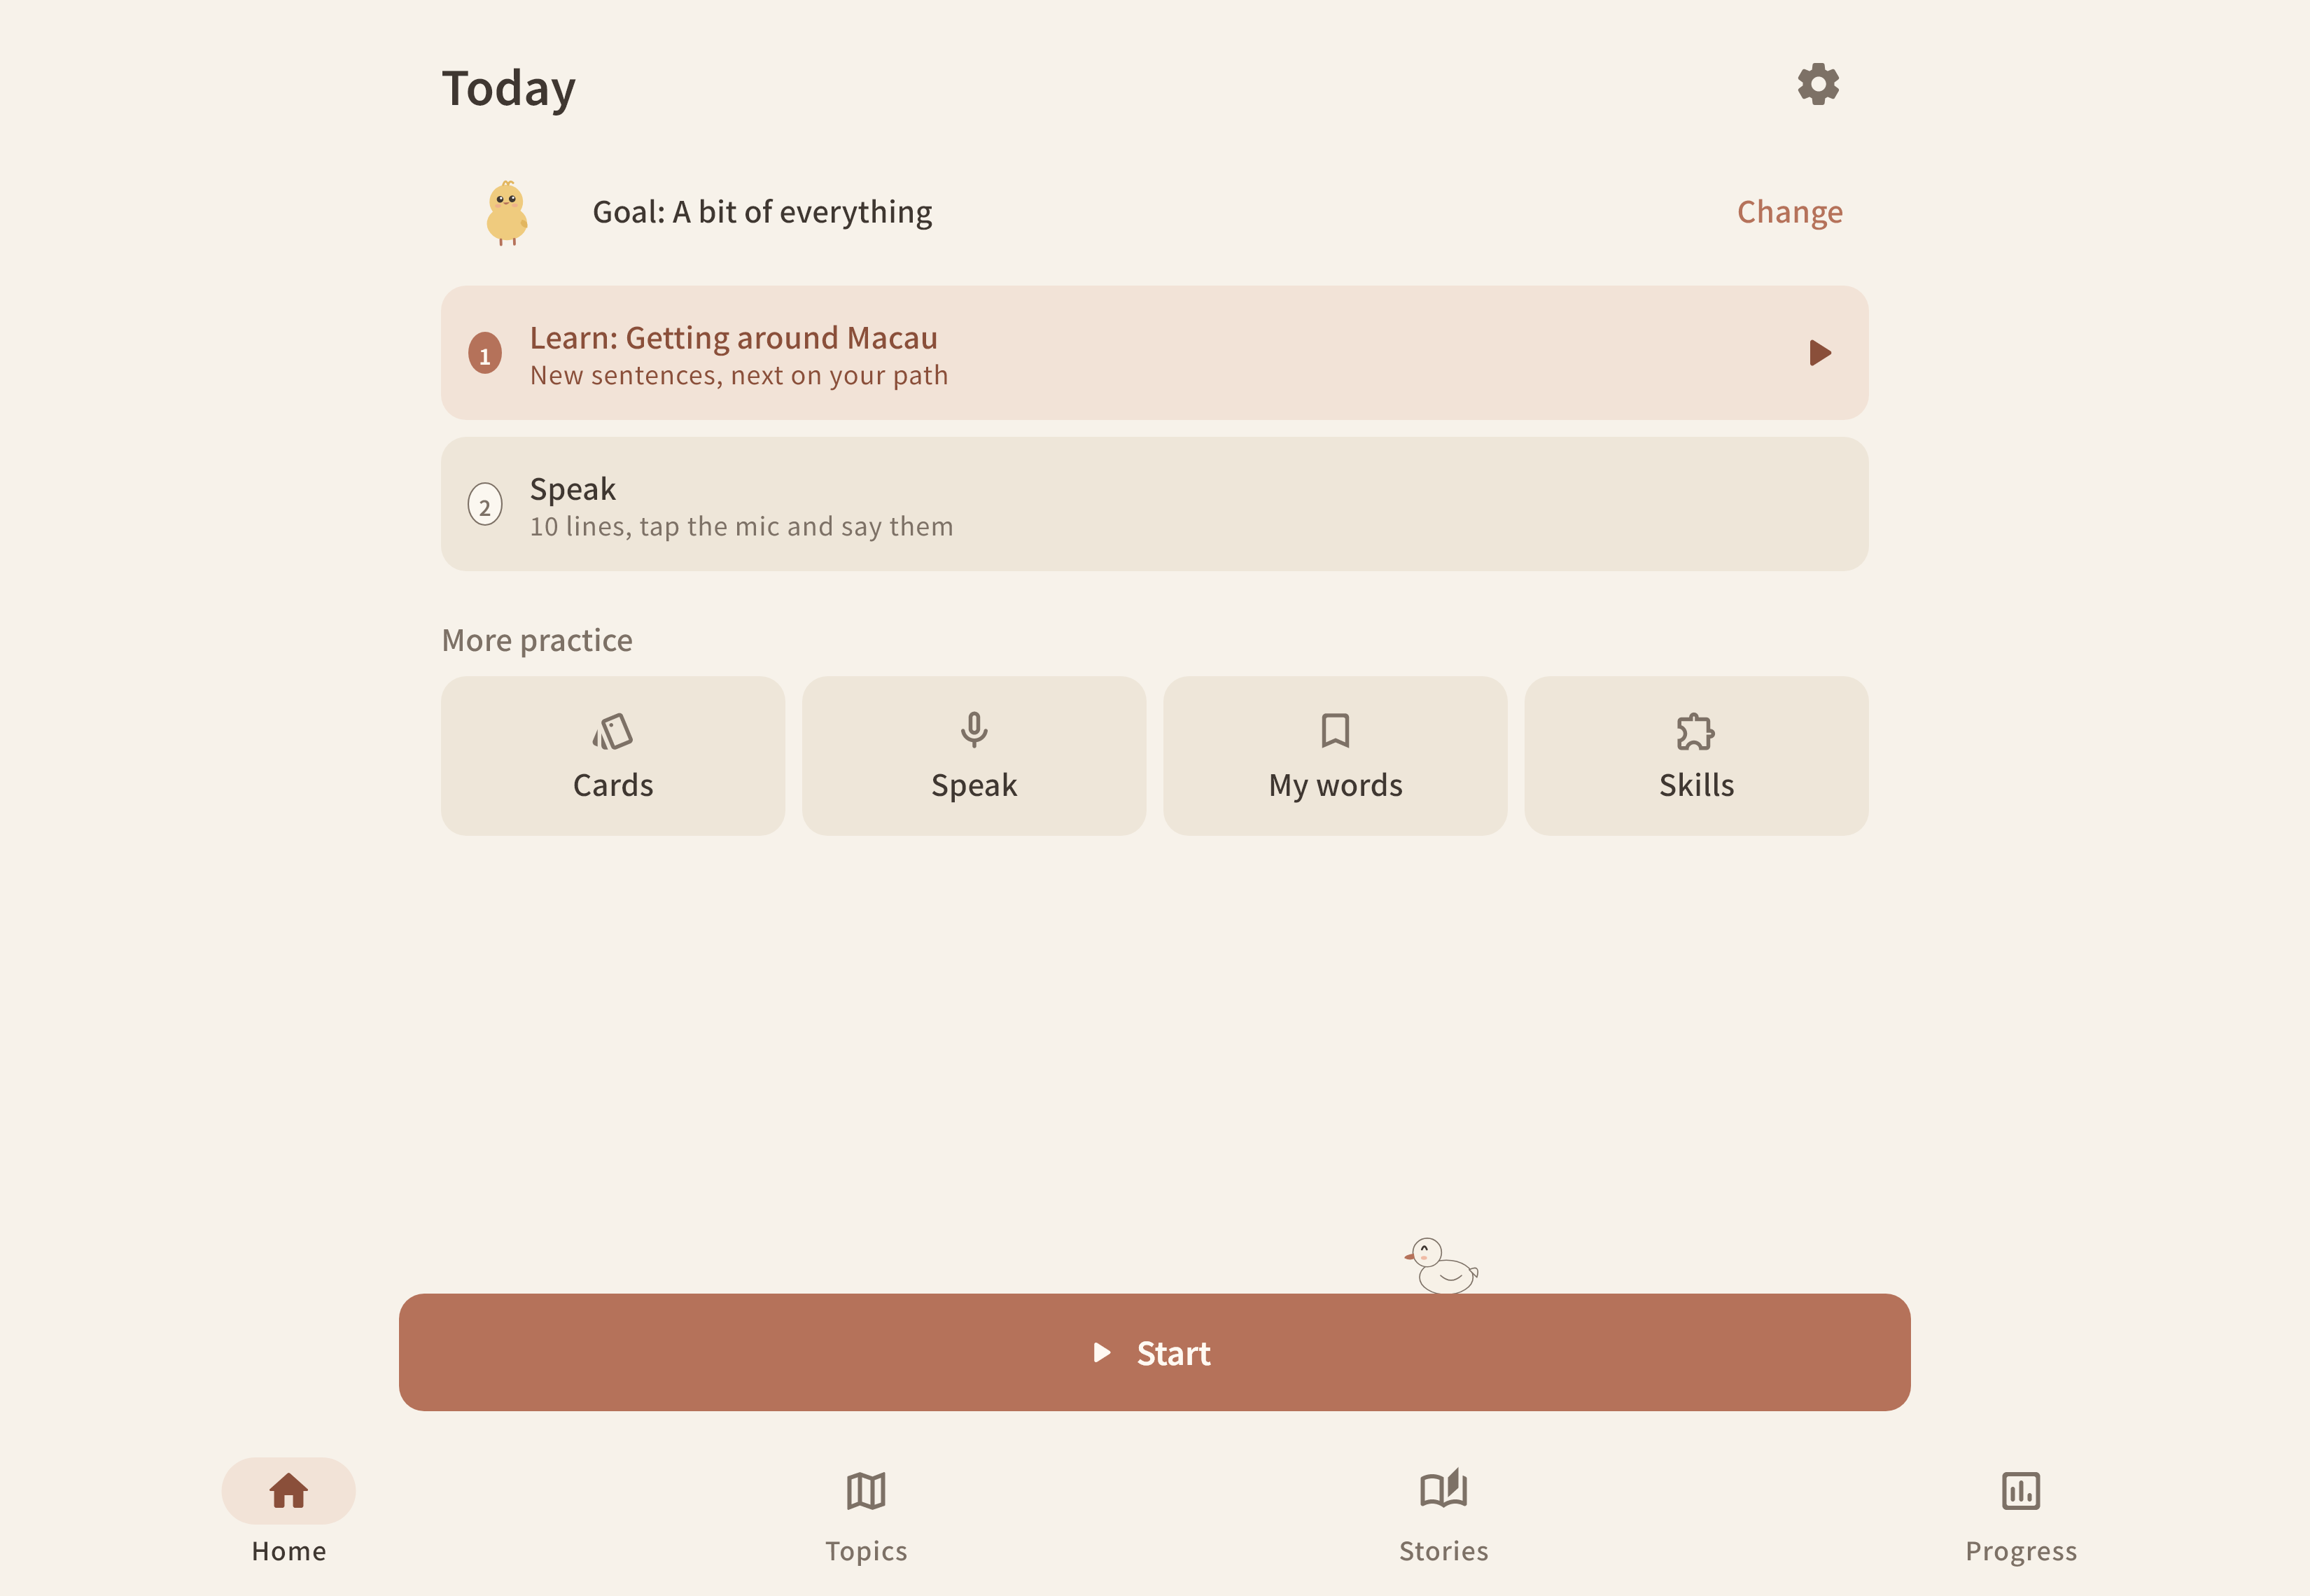 Today
Goal: A bit of everything
Change
1
Learn: Getting around Macau
New sentences, next on your path
2
Speak
10 lines, tap the mic and say them
More practice
Cards
Speak
My words
Skills
Start
Home
Topics
Stories
Progress